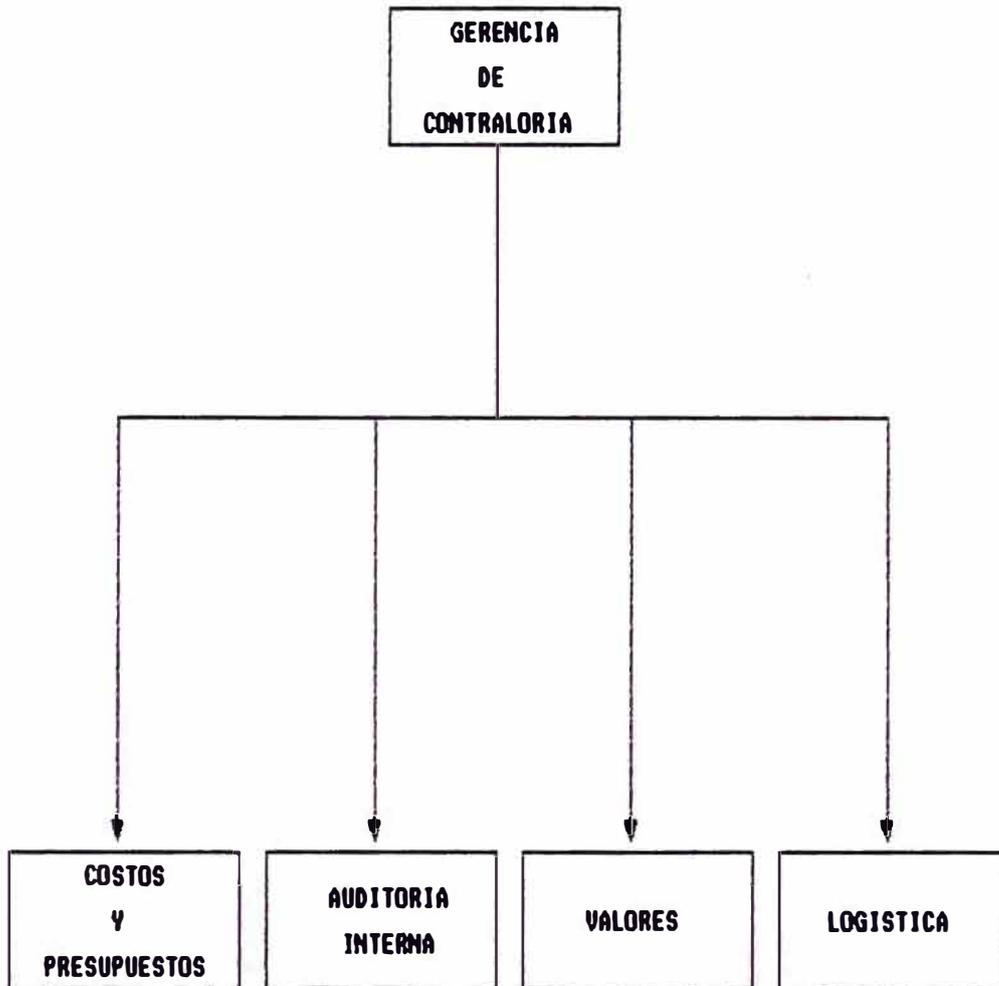 GERENCIA
DE
CONTRALORIA
COSTOS
Y
PRESUPUESTOS
AUDITORIA
INTERNA
VALORES
LOGISTICA